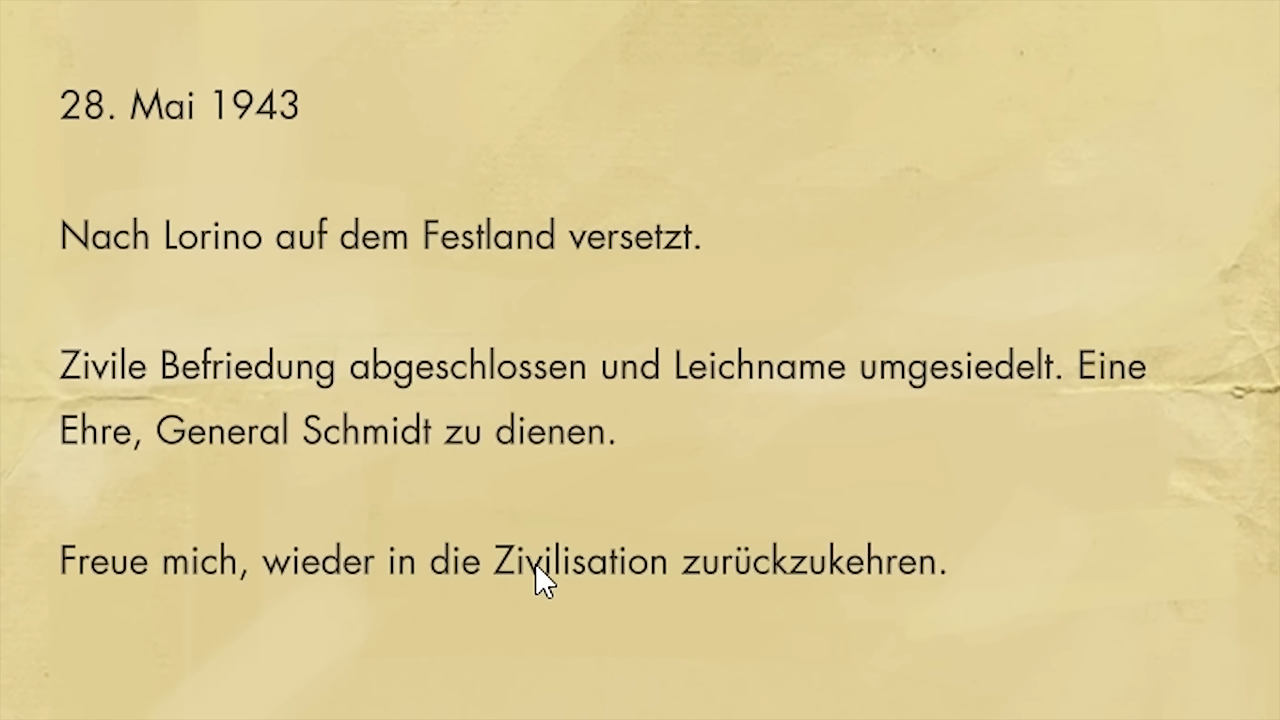 28. Mai 1943
Nach Lorino auf dem Festland versetzt.
Zivile Befriedung abgeschlossen und Leichname umgesiedelt. Eine
Ehre, General Schmidt zu dienen.
Freue mich, wieder in die Zivilisation zurückzukehren.